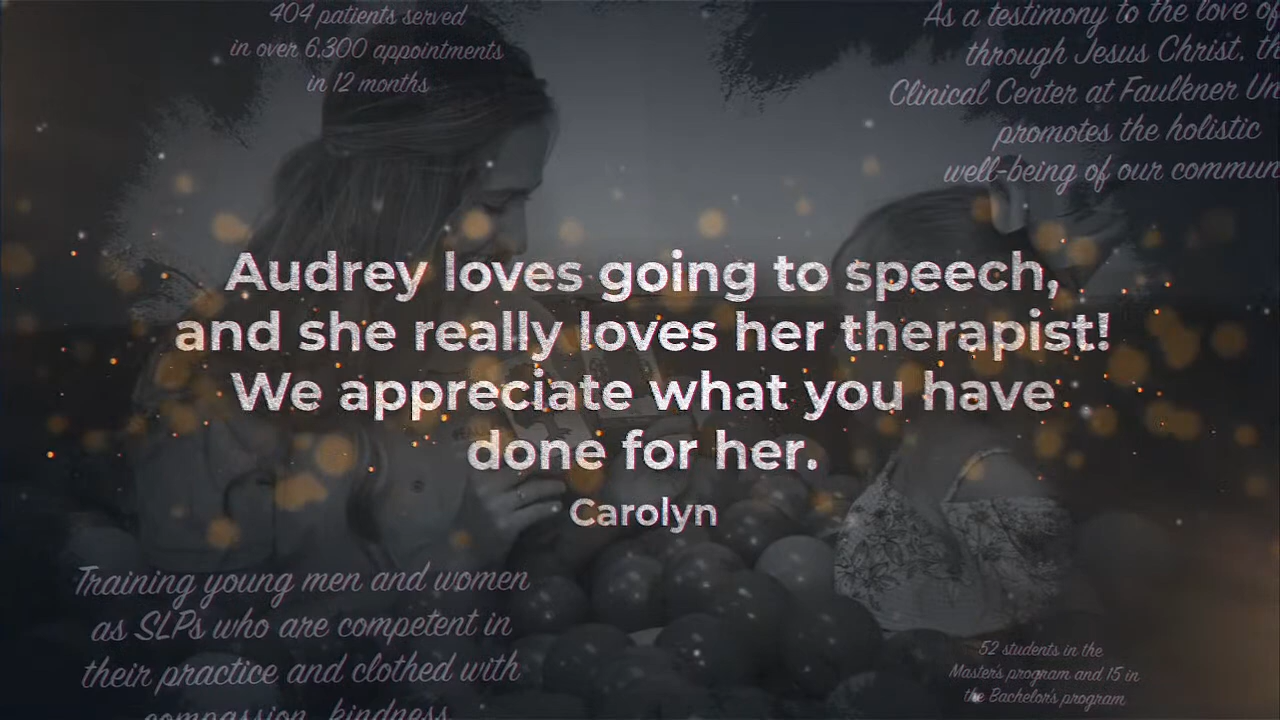 404 patients served
in over 6,300 appointments
in 12 months
As a testimony to the love of
through Jesus Christ, th
Clinical Center at Faulkner Un
promotes the holistic
well-being of our commun
Audrey loves going to speech,
and she really loves her therapist!
We appreciate what you have
done for her.
Carolyn
Training young men and women
as SLPs who are competent in
their practice and clothed with
compassion, kindness,
52 students in the
Master's program and 15 in
the Bachelor's program